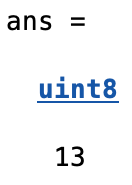 ans =
uint8
13